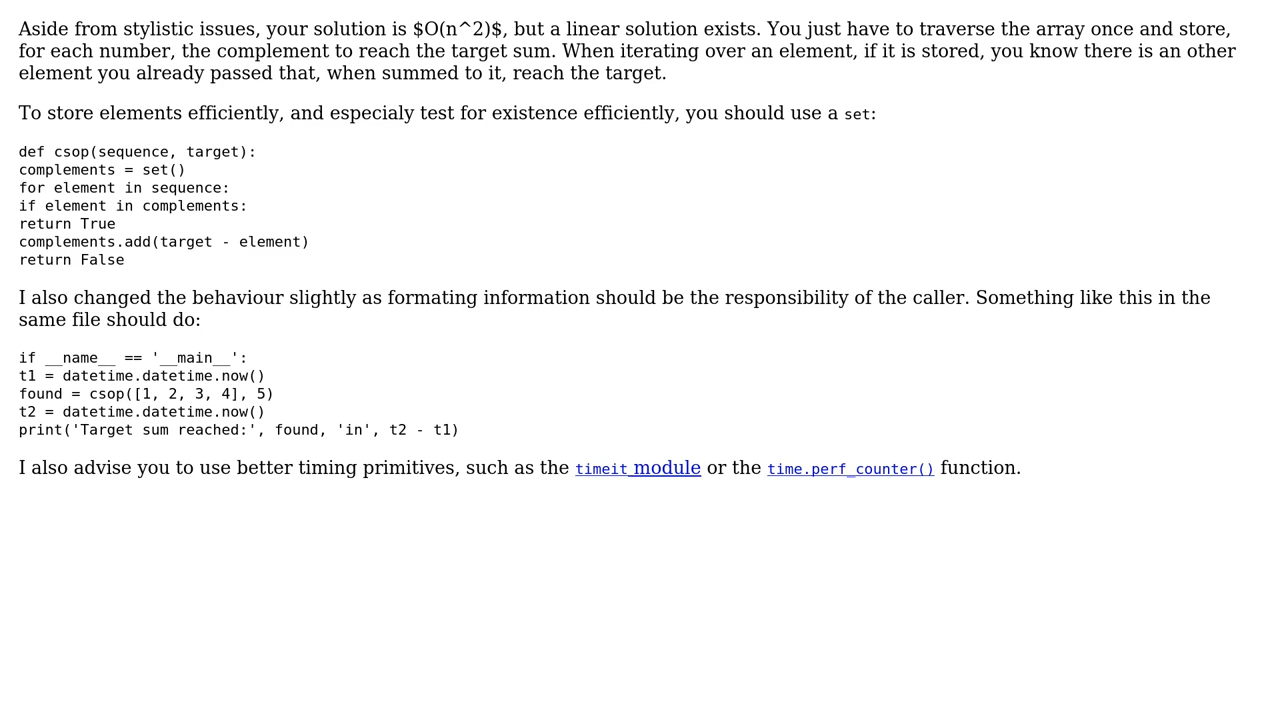 Aside from stylistic issues, your solution is $O(n^2)$, but a linear solution exists. You just have to traverse the array once and store,
for each number, the complement to reach the target sum. When iterating over an element, if it is stored, you know there is an other
element you already passed that, when summed to it, reach the target.
To store elements efficiently, and especialy test for existence efficiently, you should use a set:
def csop(sequence, target):
complements = set()
for element in sequence:
if element in complements:
return True
complements.add(target - element)
return False
I also changed the behaviour slightly as formating information should be the responsibility of the caller. Something like this in the
same file should do:
if __name__ == '__main__':
t1 = datetime.datetime.now()
found = csop([1, 2, 3, 4], 5)
t2 = datetime.datetime.now()
print('Target sum reached:', found, 'in', t2 - t1)
I also advise you to use better timing primitives, such as the timeit module or the time.perf_counter() function.